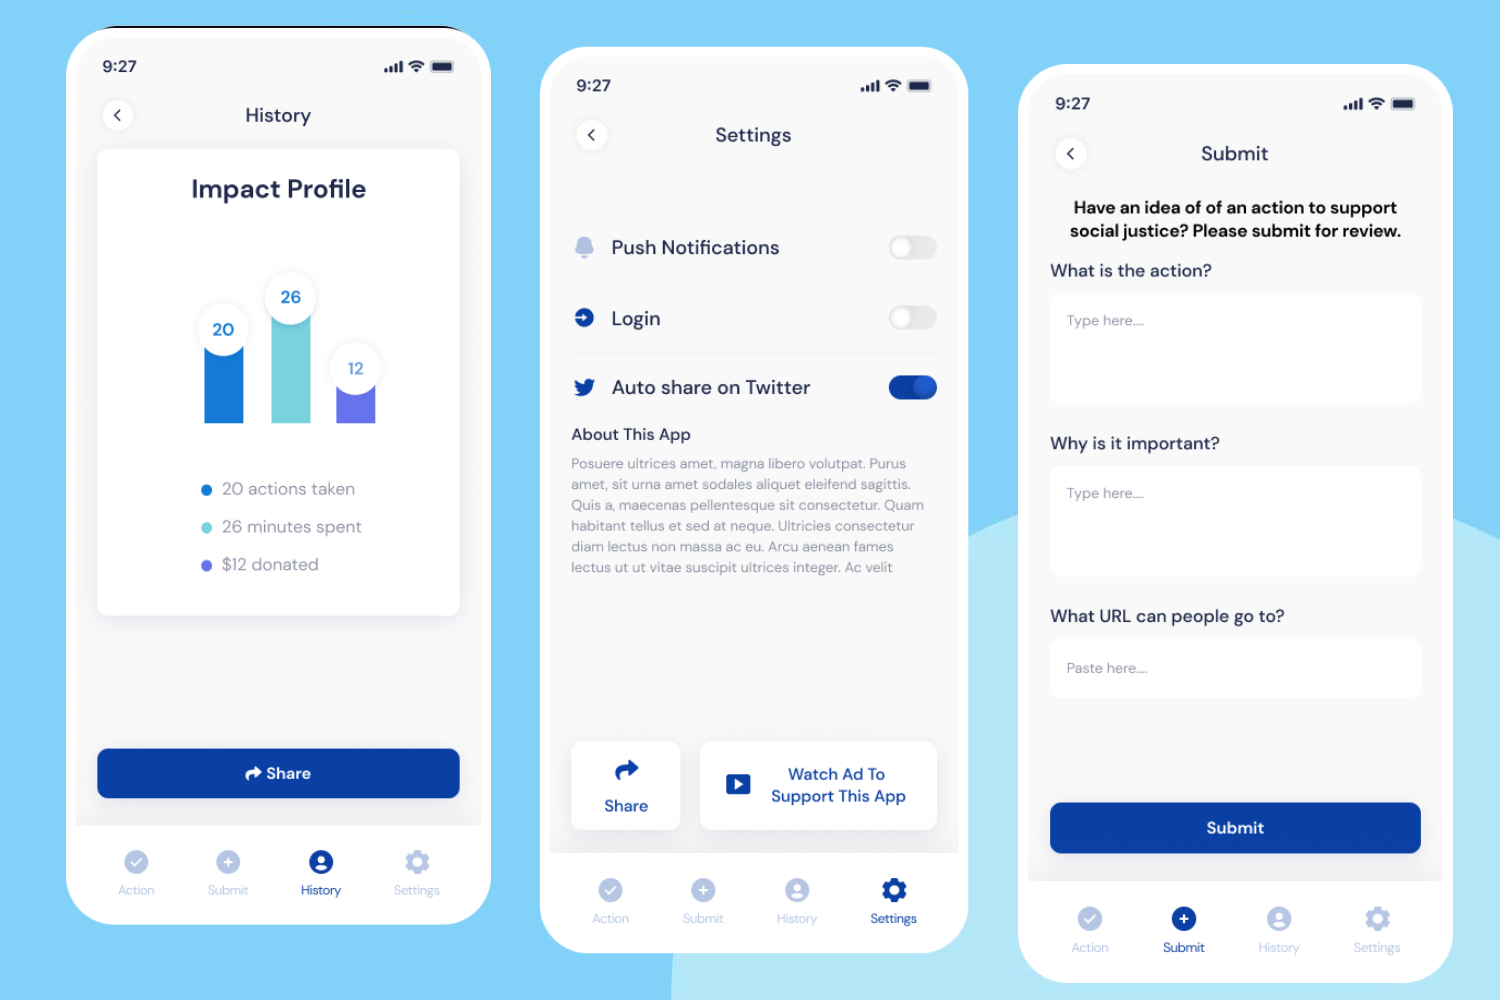 9:27
History
Impact Profile
26
20
12
20 actions taken
26 minutes spent
$12 donated
Share
Action
Submit
History
Settings
9:27
Settings
Push Notifications
Login
Auto share on Twitter
About This App
Posuere ultrices amet, magna libero volutpat. Purus
amet, sit urna amet sodales aliquet eleifend sagittis.
Quis a, maecenas pellentesque sit consectetur. Quam
habitant tellus et sed at neque. Ultricies consectetur
diam lectus non massa ac eu. Arcu aenean fames
lectus ut ut vitae suscipit ultrices integer. Ac velit
Share
Watch Ad To
Support This App
Action
Submit
History
Settings
9:27
Submit
Have an idea of of an action to support
social justice? Please submit for review.
What is the action?
Type here....
Why is it important?
Type here....
What URL can people go to?
Paste here....
Submit
Action
Submit
History
Settings